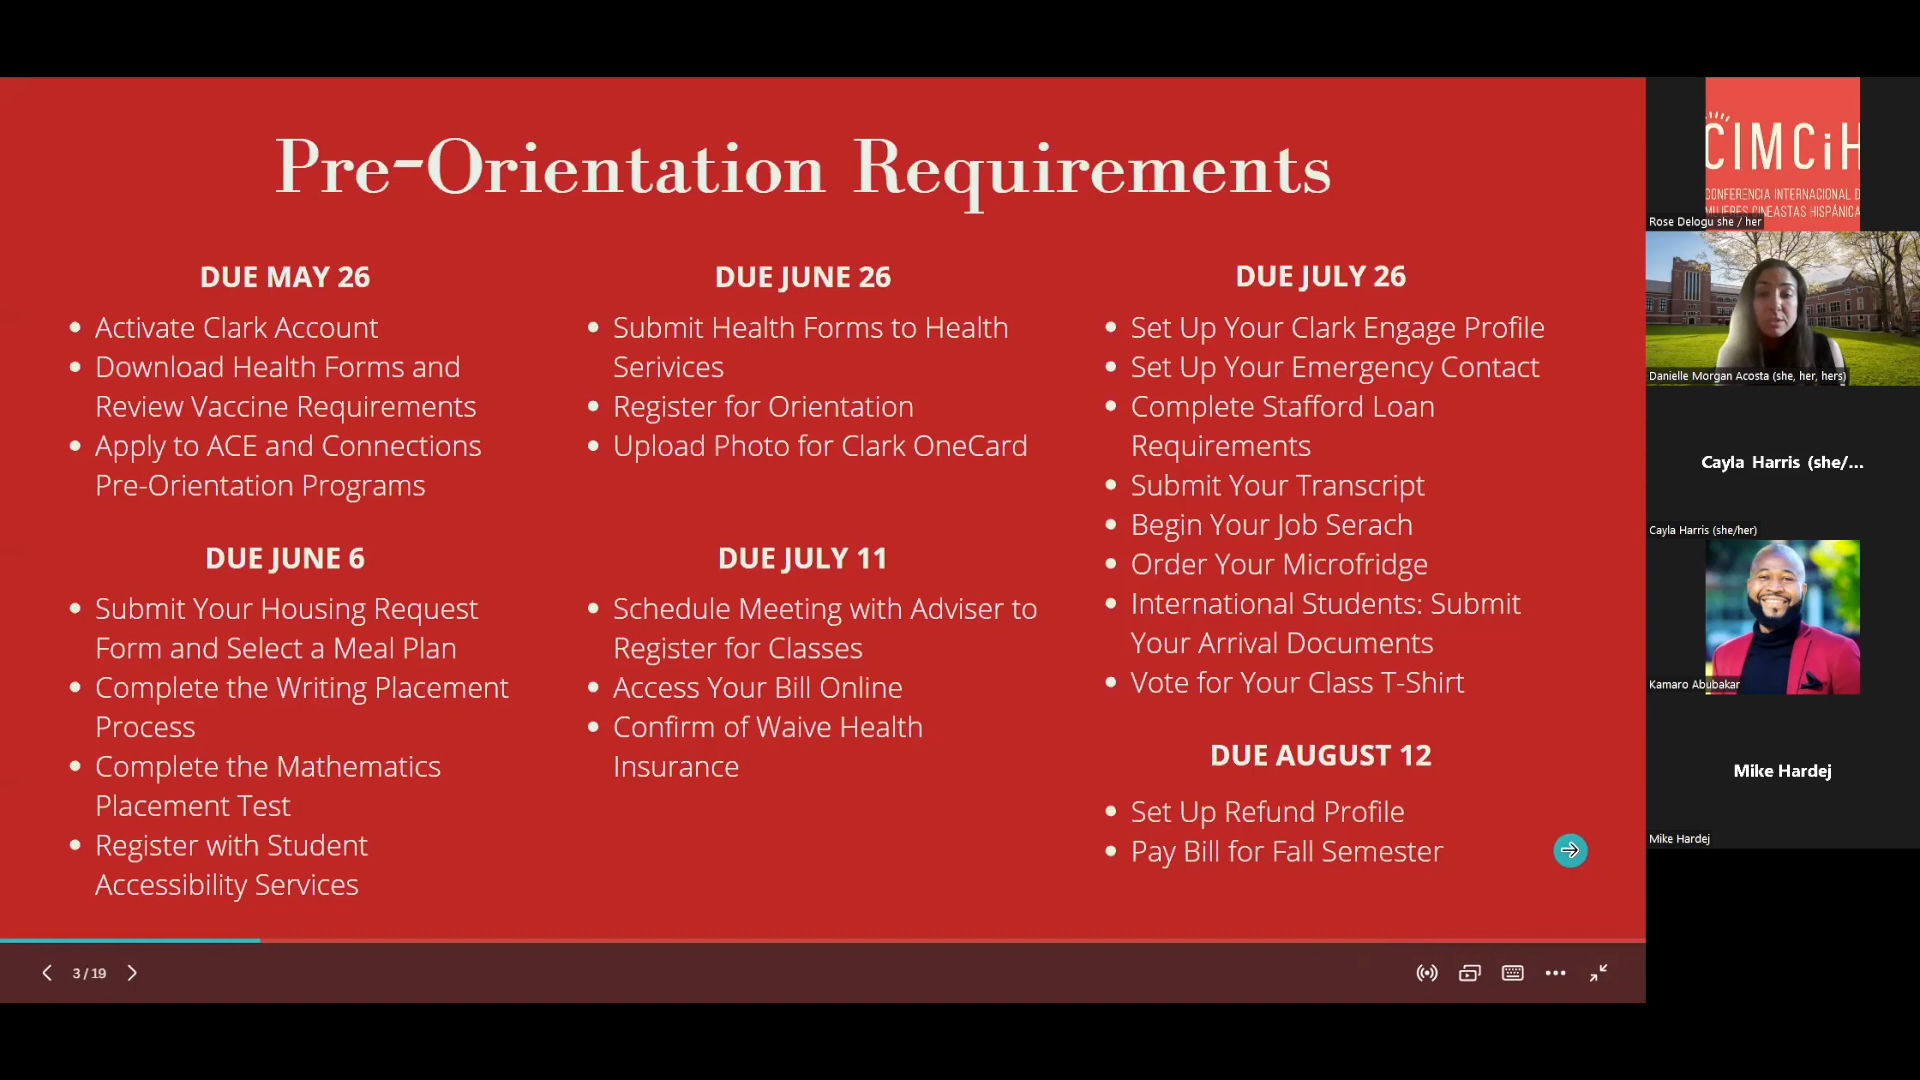 Pre-Orientation Requirements
DUE MAY 26
Activate Clark Account
Download Health Forms and
Review Vaccine Requirements
Apply to ACE and Connections
Pre-Orientation Programs
DUE JUNE 6
Submit Your Housing Request
Form and Select a Meal Plan
Complete the Writing Placement
Process
Complete the Mathematics
Placement Test
Register with Student
Accessibility Services
DUE JUNE 26
Submit Health Forms to Health
Serivices
Register for Orientation
Upload Photo for Clark OneCard
DUE JULY 11
Schedule Meeting with Adviser to
Register for Classes
Access Your Bill Online
Confirm of Waive Health
Insurance
DUE JULY 26
Set Up Your Clark Engage Profile
Set Up Your Emergency Contact
Complete Stafford Loan
Requirements
Submit Your Transcript
Begin Your Job Serach
Order Your Microfridge
International Students: Submit
Your Arrival Documents
Vote for Your Class T-Shirt
DUE AUGUST 12
Set Up Refund Profile
Pay Bill for Fall Semester
3 / 19
CIMCiH
CONFERENCIA INTERNACIONAL D
MUJERES CINEASTAS HISPÁNICA
Rose Delogu she / her
Danielle Morgan Acosta (she, her, hers)
Cayla Harris (she/...
Cayla Harris (she/her)
Kamaro Abubakar
Mike Hardej
Mike Hardej